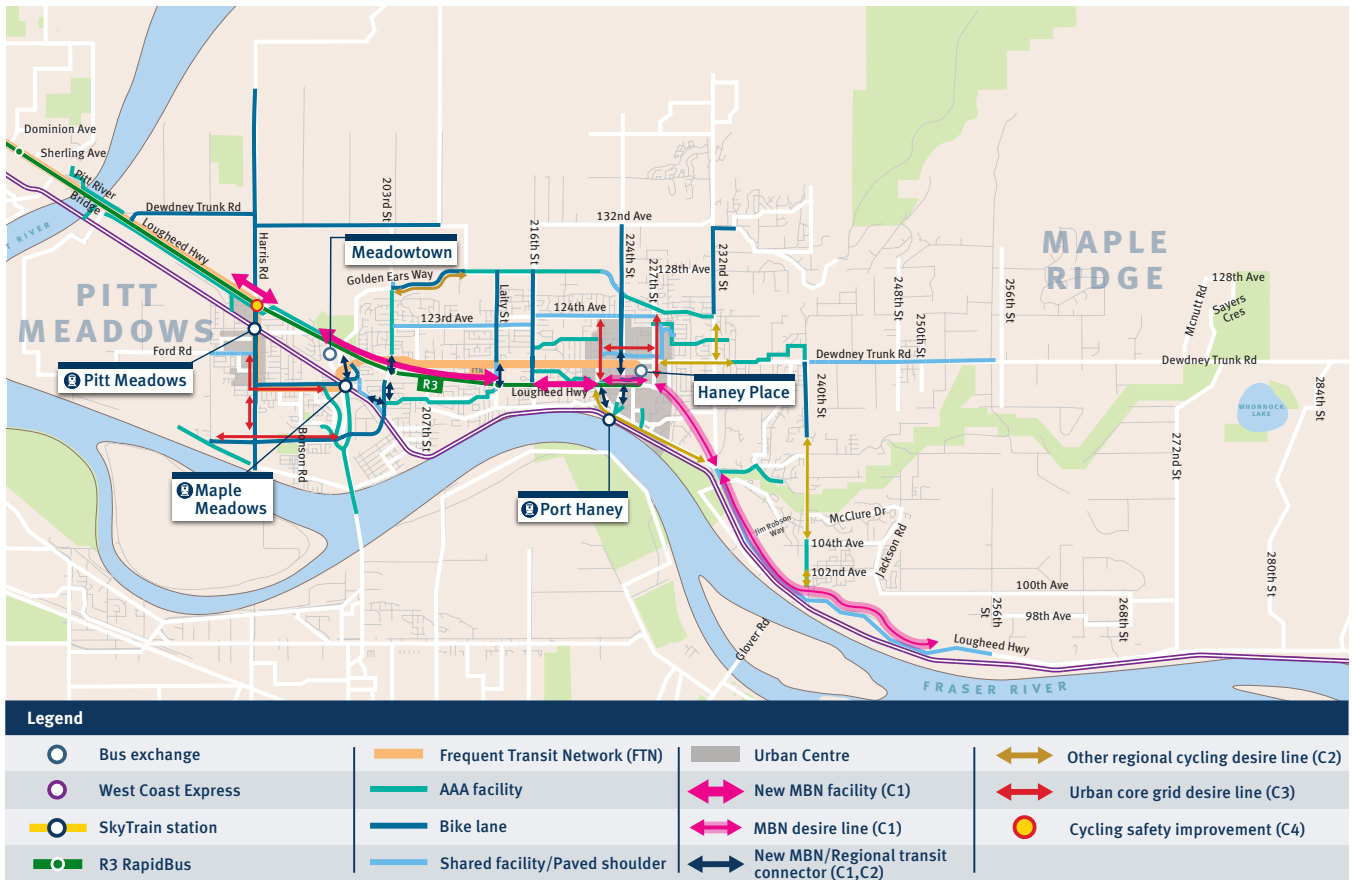 Dominion Ave
Sherling Ave
Pitt River
Bridge
Lougheed Hwy
Dewdney Trunk Rd
Harris Rd
203rd St
Meadowtown
Golden Ears Way
132nd Ave
216th St
224th St
227th St
128th Ave
232nd St
MAPLE
RIDGE
PITT
MEADOWS
Laity St
124th Ave
123rd Ave
248th St
250th St
256th St
Mcnutt Rd
128th Ave
Sayers
Cres
Ford Rd
Pitt Meadows
FTN
R3
Lougheed Hwy
Haney Place
Dewdney Trunk Rd
Dewdney Trunk Rd
240th St
284th St
WHONNOCK
LAKE
207th St
Bonson Rd
272nd St
Maple
Meadows
Port Haney
Jim Robson
Way
McClure Dr
104th Ave
Jackson Rd
102nd Ave
100th Ave
280th St
256th
St
98th Ave
268th St
Glover Rd
Lougheed Hwy
FRASER RIVER
Legend
Bus exchange
West Coast Express
SkyTrain station
R3 RapidBus
Frequent Transit Network (FTN)
AAA facility
Bike lane
Shared facility/Paved shoulder
Urban Centre
New MBN facility (C1)
MBN desire line (C1)
New MBN/Regional transit
connector (C1,C2)
Other regional cycling desire line (C2)
Urban core grid desire line (C3)
Cycling safety improvement (C4)